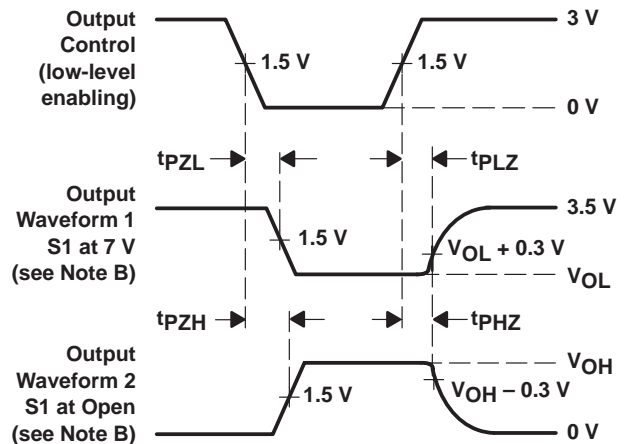 Output
Control
(low-level
enabling)
3 V
1.5 V
1.5 V
0 V
tPZL
tPLZ
Output
Waveform 1
S1 at 7 V
(see Note B)
3.5 V
1.5 V
VOL + 0.3 V
VOL
tPZH
tPHZ
Output
Waveform 2
S1 at Open
(see Note B)
VOH
1.5 V
VOH – 0.3 V
0 V